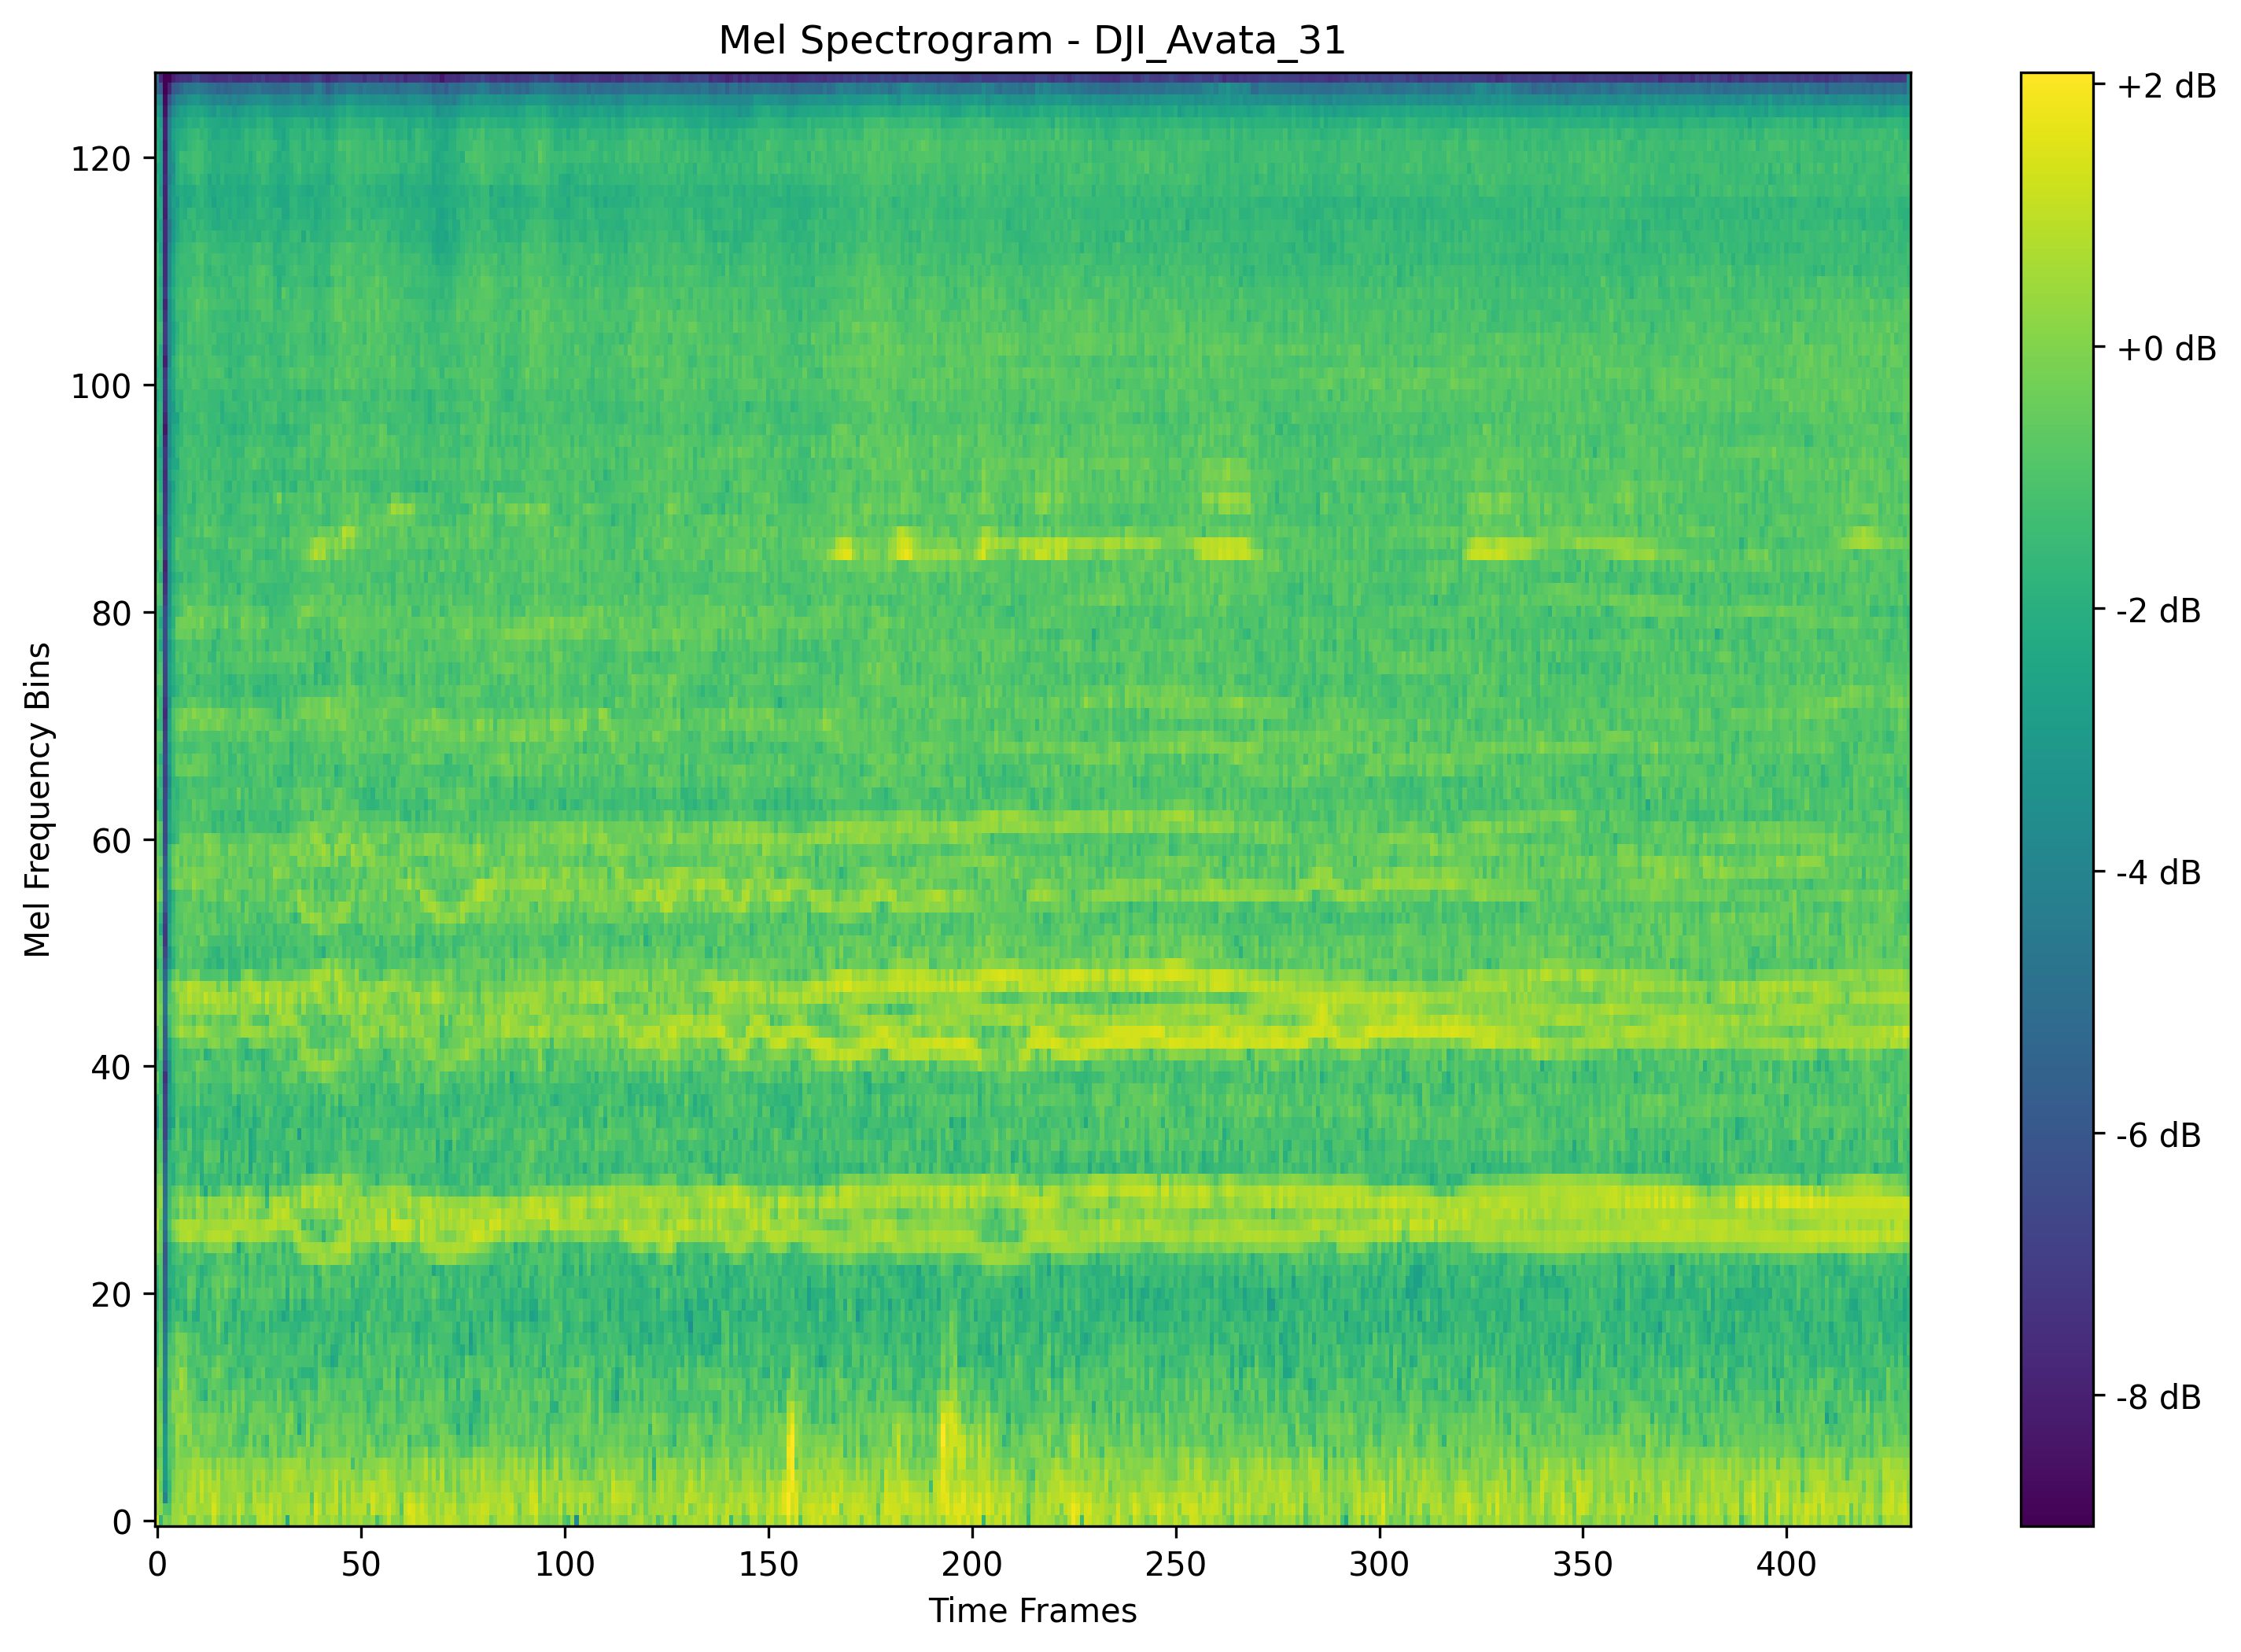 Mel Spectrogram - DJI_Avata_31
Mel Frequency Bins
120
100
80
60
40
20
0
0 50 100 150 200 250 300 350 400
Time Frames
+2 dB
+0 dB
-2 dB
-4 dB
-6 dB
-8 dB